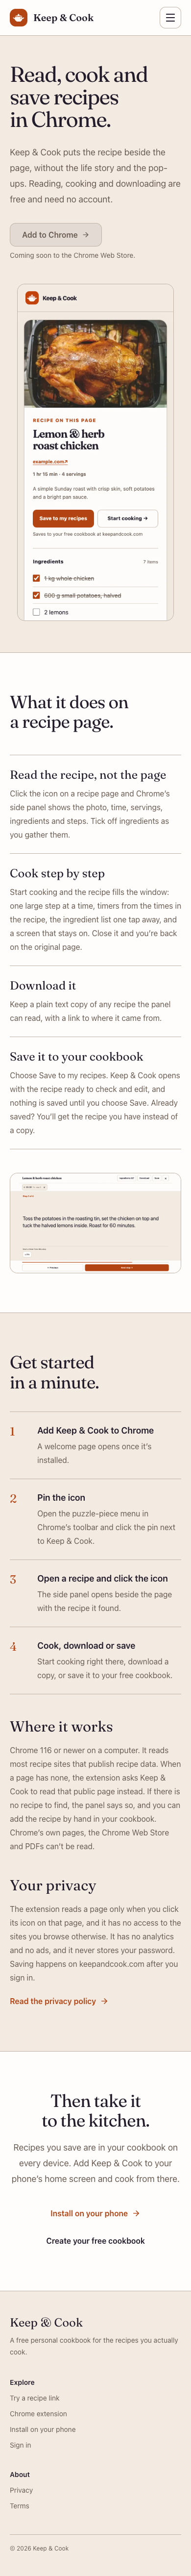 Keep & Cook
Read, cook and
save recipes
in Chrome.
Keep & Cook puts the recipe beside the
page, without the life story and the pop-
ups. Reading, cooking and downloading are
free and need no account.
Add to Chrome →
Coming soon to the Chrome Web Store.
Keep & Cook
RECIPE ON THIS PAGE
Lemon & herb
roast chicken
example.com↗
1 hr 15 min · 4 servings
A simple Sunday roast with crisp skin, soft potatoes
and a bright pan sauce.
Save to my recipes
Start cooking →
Saves to your free cookbook at keepandcook.com
Ingredients
7 items
1 kg whole chicken
600 g small potatoes, halved
2 lemons
What it does on
a recipe page.
Read the recipe, not the page
Click the icon on a recipe page and Chrome's
side panel shows the photo, time, servings,
ingredients and steps. Tick off ingredients as
you gather them.
Cook step by step
Start cooking and the recipe fills the window:
one large step at a time, timers from the times in
the recipe, the ingredient list one tap away, and
a screen that stays on. Close it and you're back
on the original page.
Download it
Keep a plain text copy of any recipe the panel
can read, with a link to where it came from.
Save it to your cookbook
Choose Save to my recipes. Keep & Cook opens
with the recipe ready to check and edit, and
nothing is saved until you choose Save. Already
saved? You'll get the recipe you have instead of
a copy.
Lemon & herb roast chicken
Toss the potatoes in the roasting tin, set the chicken on top and
tuck the halved lemons inside. Roast for 60 minutes.
Get started
in a minute.
1
Add Keep & Cook to Chrome
A welcome page opens once it's
installed.
2
Pin the icon
Open the puzzle-piece menu in
Chrome's toolbar and click the pin next
to Keep & Cook.
3
Open a recipe and click the icon
The side panel opens beside the page
with the recipe it found.
4
Cook, download or save
Start cooking right there, download a
copy, or save it to your free cookbook.
Where it works
Chrome 116 or newer on a computer. It reads
most recipe sites that publish recipe data. When
a page has none, the extension asks Keep &
Cook to read that public page instead. If there is
no recipe to find, the panel says so, and you can
add the recipe by hand in your cookbook.
Chrome's own pages, the Chrome Web Store
and PDFs can't be read.
Your privacy
The extension reads a page only when you click
its icon on that page, and it has no access to the
sites you browse otherwise. It has no analytics
and no ads, and it never stores your password.
Saving happens on keepandcook.com after you
sign in.
Read the privacy policy →
Then take it
to the kitchen.
Recipes you save are in your cookbook on
every device. Add Keep & Cook to your
phone's home screen and cook from there.
Install on your phone →
Create your free cookbook
Keep & Cook
A free personal cookbook for the recipes you actually
cook.
Explore
Try a recipe link
Chrome extension
Install on your phone
Sign in
About
Privacy
Terms
© 2026 Keep & Cook